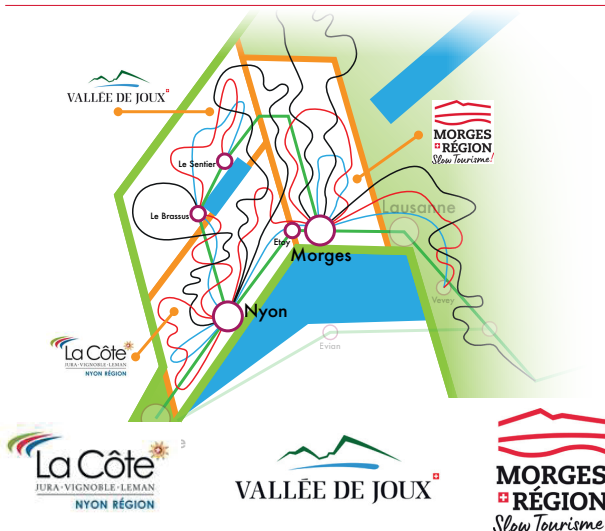 VALLÉE DE JOUX
MORGES
RÉGION
Slow Tourisme!
Le Sentier
Le Brassus
Lausanne
Etoy
Morges
Nyon
Vevey
Evian
La Côte
JURA - VIGNOBLE - LEMAN
NYON RÉGION
La Côte
JURA - VIGNOBLE - LEMAN
NYON RÉGION
VALLÉE DE JOUX
MORGES
RÉGION
Slow Tourisme